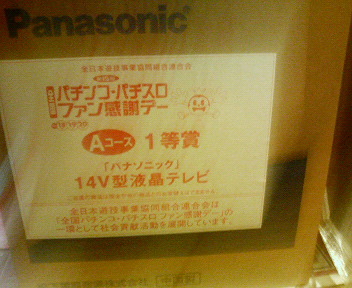 Panasonic
全日本遊技事業協同組合連合会
パチンコ・パチスロ
ファン感謝デー
Aコース 1等賞
「パナソニック」
14V型液晶テレビ
全日本遊技事業協同組合連合会は
「全国パチンコ・パチスロ ファン感謝デー」の
一環として社会貢献活動を展開しています。